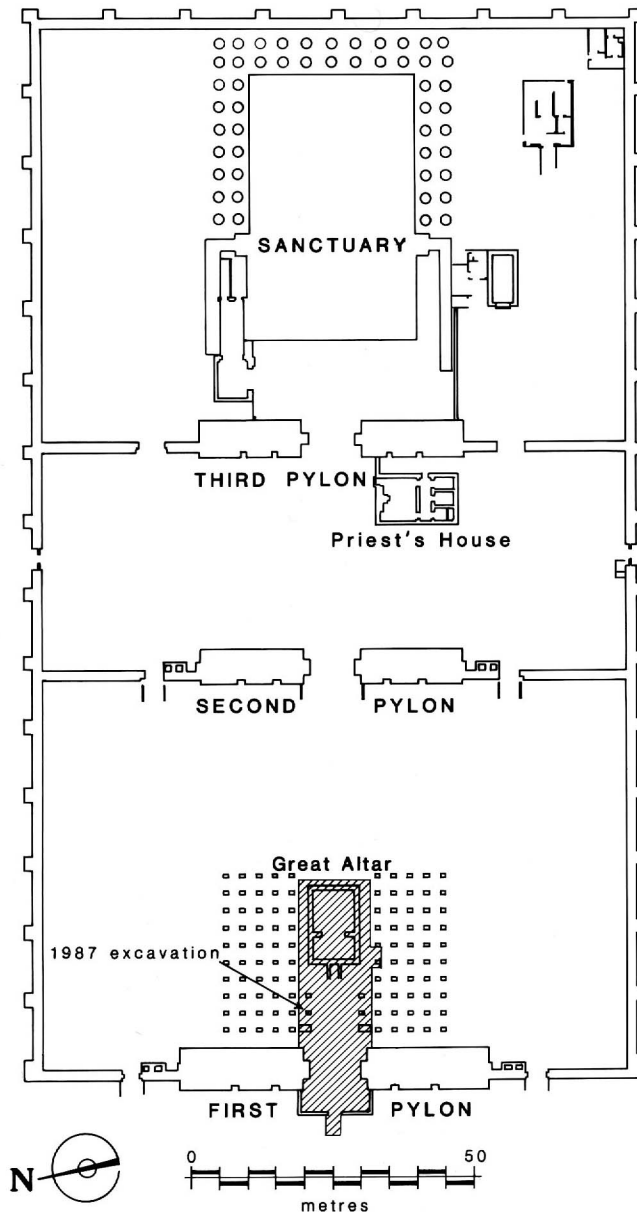 SANCTUARY
THIRD PYLON
Priest's House
SECOND PYLON
Great Altar
1987 excavation
FIRST PYLON
N
0 50
metres